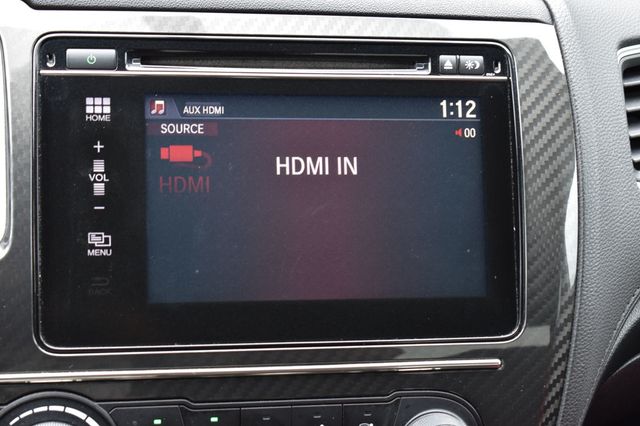 AUX HDMI
1:12
SOURCE
00
HDMI
HDMI IN
HOME
+
VOL
−
MENU
BACK